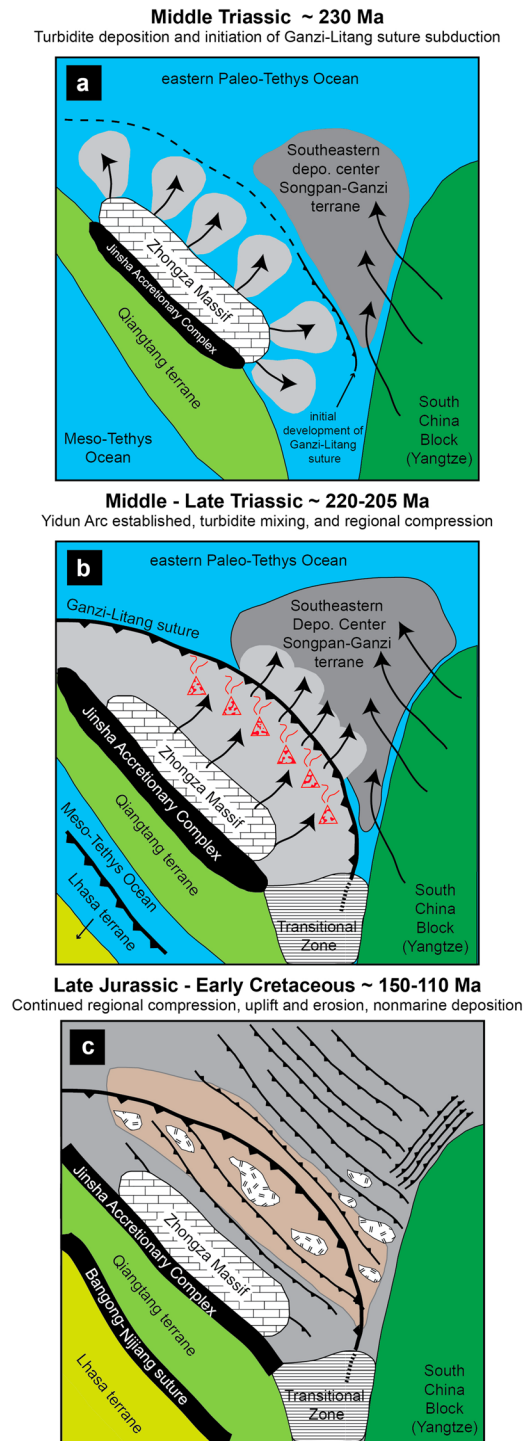 Middle Triassic ~ 230 Ma
Turbidite deposition and initiation of Ganzi-Litang suture subduction
a
eastern Paleo-Tethys Ocean
Southeastern
depo. center
Songpan-Ganzi
terrane
Zhongza Massif
Jinsha Accretionary Complex
Qiangtang terrane
Meso-Tethys
Ocean
initial
development of
Ganzi-Litang
suture
South
China
Block
(Yangtze)
Middle - Late Triassic ~ 220-205 Ma
Yidun Arc established, turbidite mixing, and regional compression
b
eastern Paleo-Tethys Ocean
Ganzi-Litang suture
Southeastern
Depo. Center
Songpan-Ganzi
terrane
Jinsha Accretionary Complex
Zhongza Massif
Qiangtang terrane
Meso-Tethys Ocean
Lhasa terrane
Transitional
Zone
South
China
Block
(Yangtze)
Late Jurassic - Early Cretaceous ~ 150-110 Ma
Continued regional compression, uplift and erosion, nonmarine deposition
c
Jinsha Accretionary Complex
Zhongza Massif
Qiangtang terrane
Bangong-Nijiang suture
Lhasa terrane
Transitional
Zone
South
China
Block
(Yangtze)